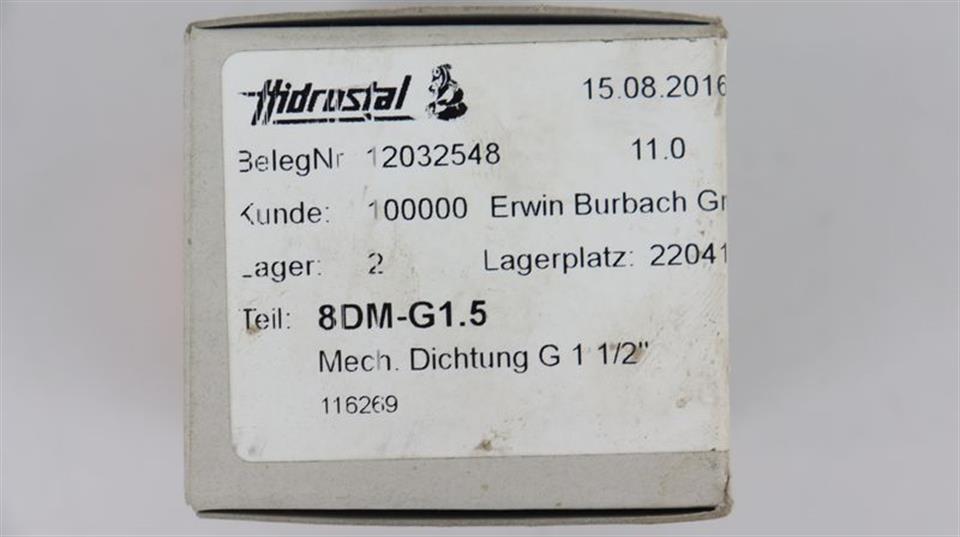 Hidrostal 15.08.2016
BelegNr 12032548 11.0
Kunde: 100000 Erwin Burbach G
Lager: 2 Lagerplatz: 22041
Teil: 8DM-G1.5
Mech. Dichtung G 1 1/2"
116269